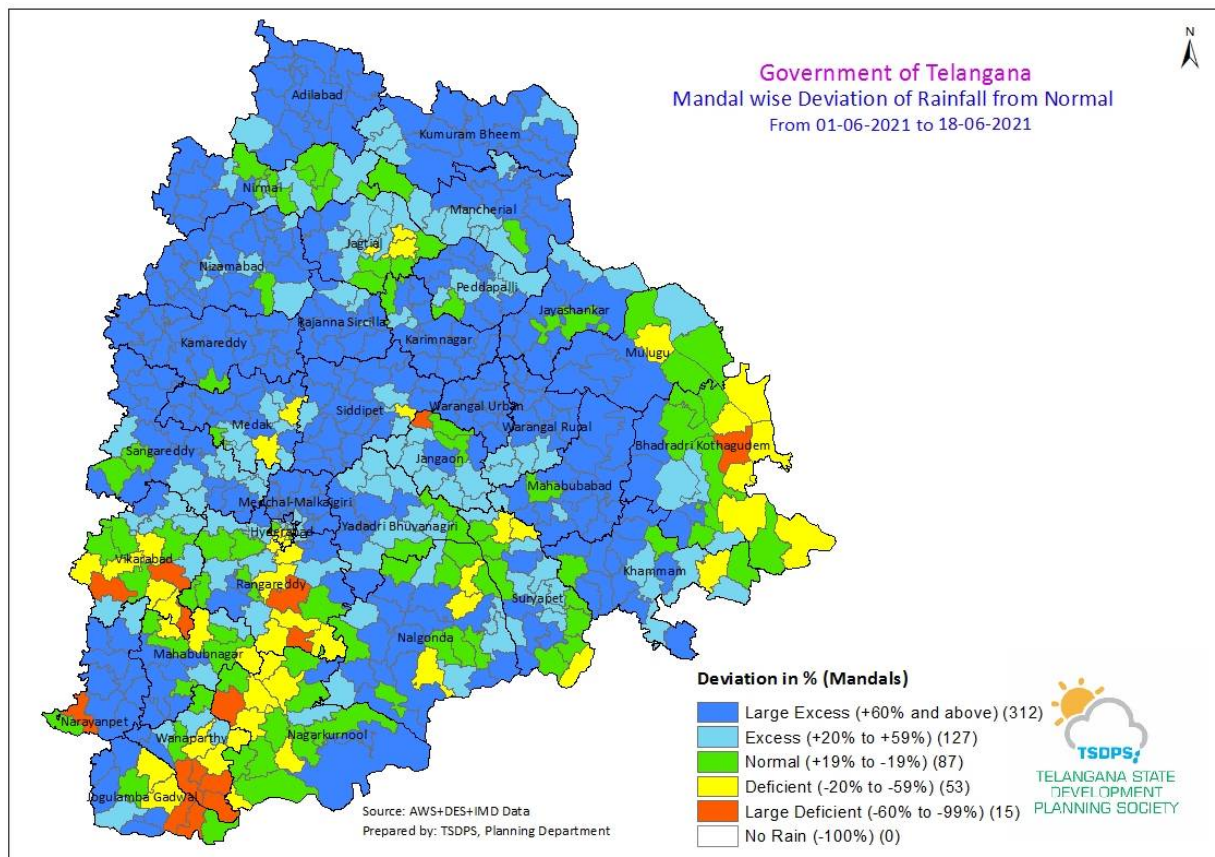 N
Government of Telangana
Mandal wise Deviation of Rainfall from Normal
From 01-06-2021 to 18-06-2021
Adilabad
Kumuram Bheem
Nirmal
Mancherial
Jagtial
Nizamabad
Peddapalli
Jayashankar
Rajanna Sircilla
Kamareddy
Karimnagar
Mulugu
Siddipet
Warangal Urban
Medak
Warangal Rural
Sangareddy
Jangaon
Bhadradri Kothagudem
Mahabubabad
Medchal-Malkajgiri
Yadadri Bhuvanagiri
Hyderabad
Vikarabad
Khammam
Rangareddy
Suryapet
Nalgonda
Mahabubnagar
Narayanpet
Wanaparthy
Nagarkurnool
Jogulamba Gadwal
Source: AWS+DES+IMD Data
Prepared by: TSDPS, Planning Department
Deviation in % (Mandals)
Large Excess (+60% and above) (312)
Excess (+20% to +59%) (127)
Normal (+19% to -19%) (87)
Deficient (-20% to -59%) (53)
Large Deficient (-60% to -99%) (15)
No Rain (-100%) (0)
TSDPS
TELANGANA STATE
DEVELOPMENT
PLANNING SOCIETY